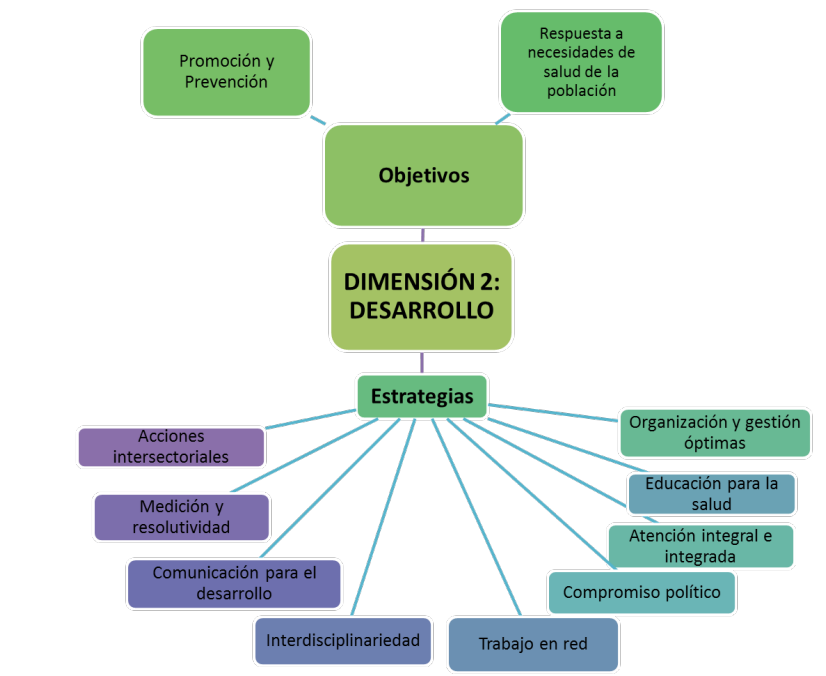 Promoción y
Prevención
Respuesta a
necesidades de
salud de la
población
Objetivos
DIMENSIÓN 2:
DESARROLLO
Estrategias
Acciones
intersectoriales
Medición y
resolutividad
Comunicación para el
desarrollo
Interdisciplinariedad
Trabajo en red
Compromiso político
Atención integral e
integrada
Educación para la
salud
Organización y gestión
óptimas